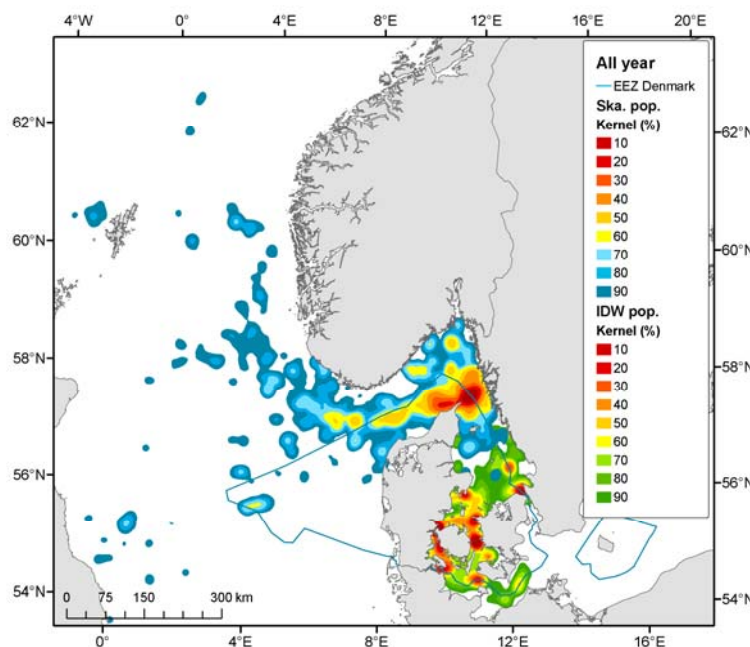 4°W 0° 4°E 8°E 12°E 16°E 20°E
62°N
60°N
58°N
56°N
54°N
All year
EEZ Denmark
Ska. pop.
Kernel (%)
10
20
30
40
50
60
70
80
90
IDW pop.
Kernel (%)
10
20
30
40
50
60
70
80
90
62°N
60°N
58°N
56°N
54°N
0 75 150 300 km
0° 4°E 8°E 12°E 16°E